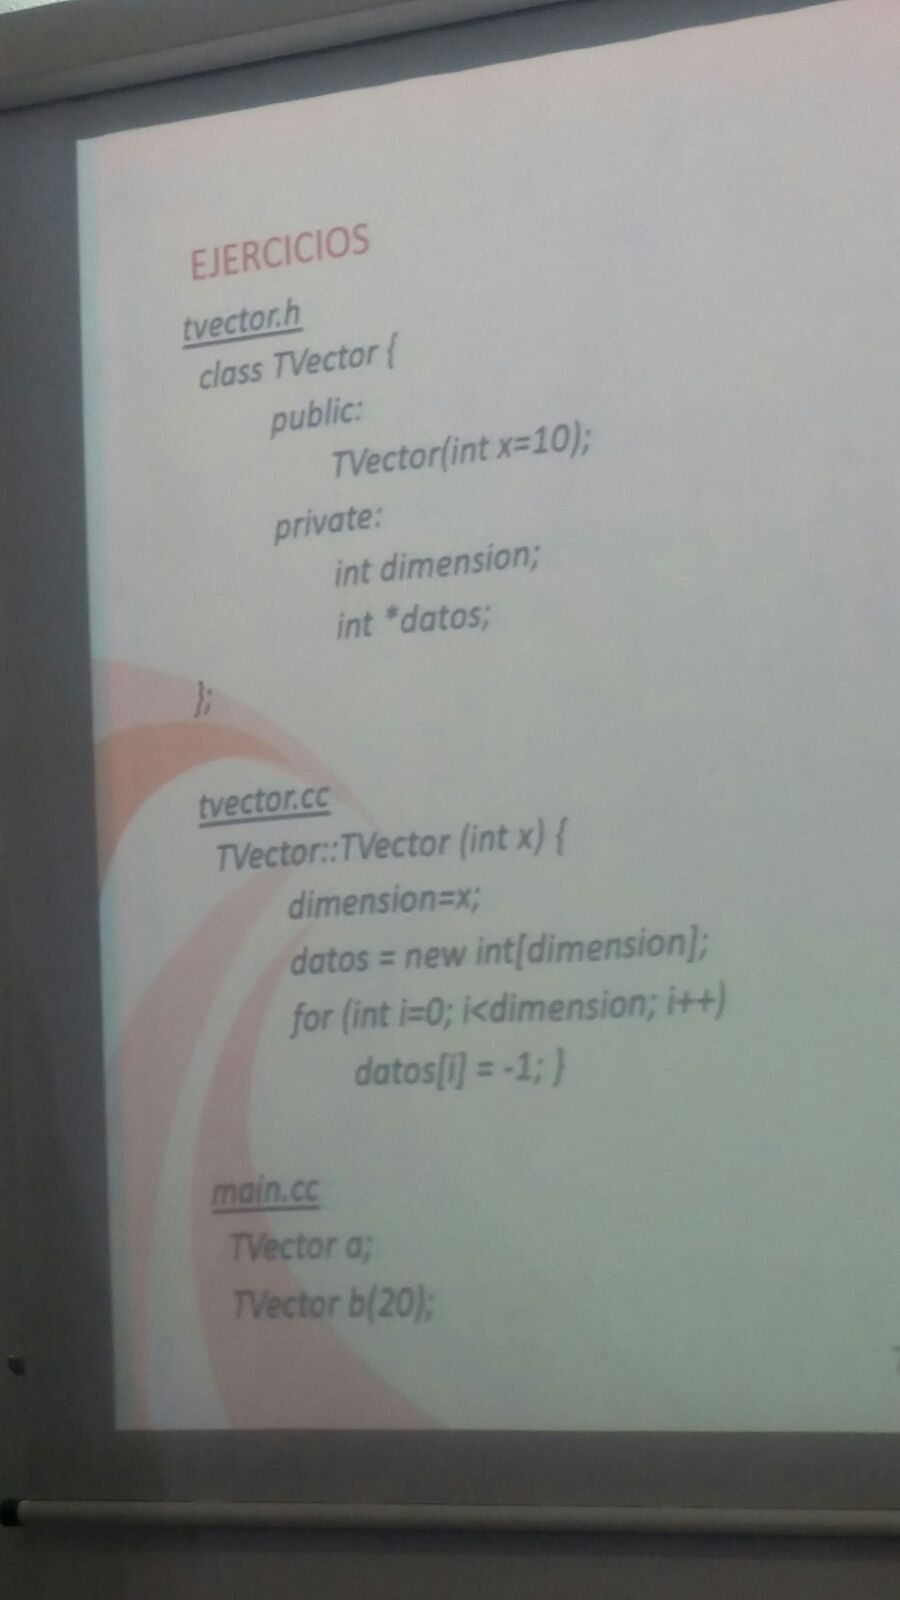 EJERCICIOS
tvector.h
class TVector {
public:
TVector(int x=10);
private:
int dimension;
int *datos;
};
tvector.cc
TVector::TVector (int x) {
dimension=x;
datos = new int[dimension];
for (int i=0; i<dimension; i++)
datos[i] = -1; }
main.cc
TVector a;
TVector b(20);